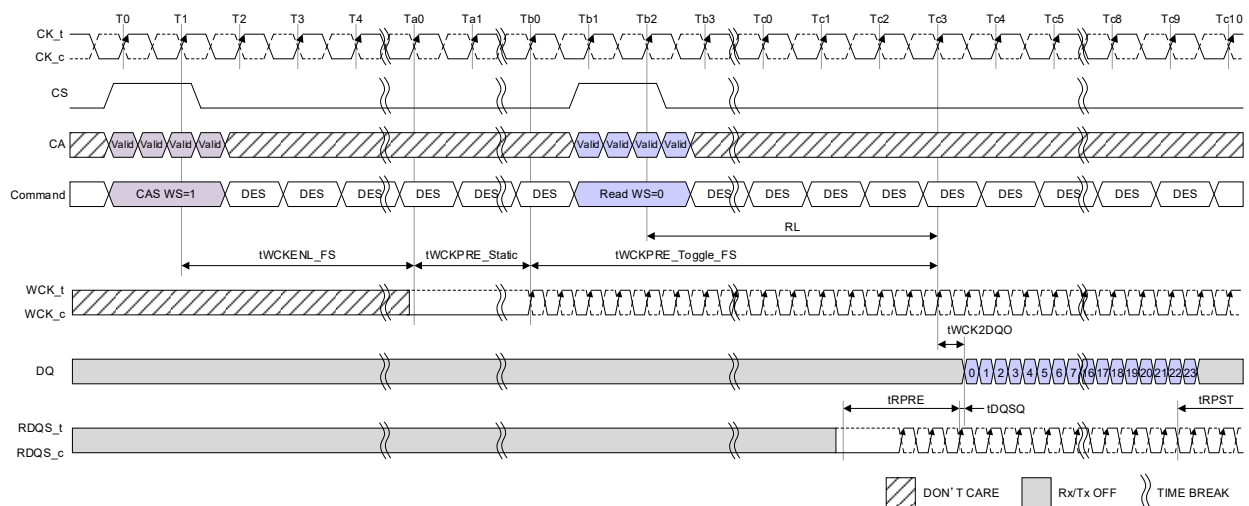 T0 T1 T2 T3 T4 Ta0 Ta1 Tb0 Tb1 Tb2 Tb3 Tc0 Tc1 Tc2 Tc3 Tc4 Tc5 Tc8 Tc9 Tc10
CK_t
CK_c
CS
CA Valid Valid Valid Valid Valid Valid Valid Valid
Command CAS WS=1 DES DES DES DES DES DES Read WS=0 DES DES DES DES DES DES DES DES DES
RL
tWCKENL_FS tWCKPRE_Static tWCKPRE_Toggle_FS
WCK_t
WCK_c
tWCK2DQO
DQ 0 1 2 3 4 5 6 7 16 17 18 19 20 21 22 23
tRPRE tDQSQ tRPST
RDQS_t
RDQS_c
DON'T CARE Rx/Tx OFF TIME BREAK